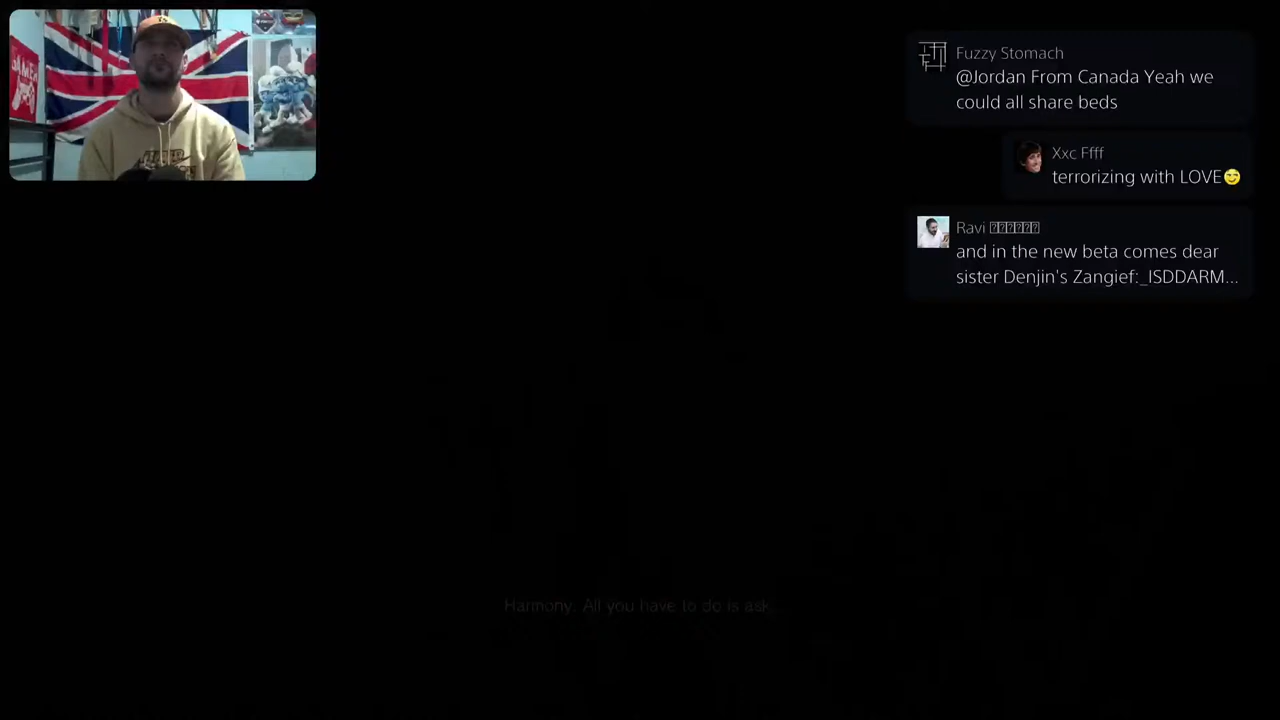 GAMER
Fuzzy Stomach
@Jordan From Canada Yeah we
could all share beds
Xxc Ffff
terrorizing with LOVE😊
Ravi
and in the new beta comes dear
sister Denjin's Zangief:_ISDDARM...
Harmony. All you have to do is ask.